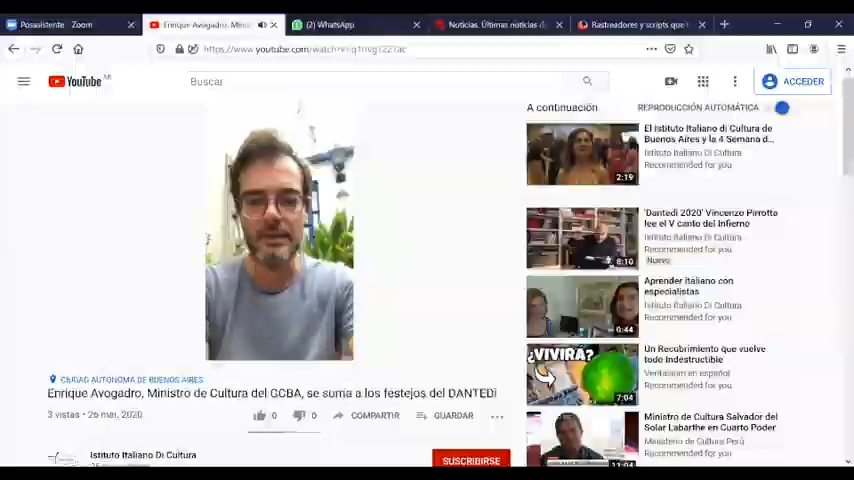 Posasistente Zoom
Enrique Avogadro, Minis
(2) WhatsApp
Noticias. Últimas noticias d
Rastreadores y scripts que
Buscar
YouTube AR
ACCEDER
A continuación
REPRODUCCIÓN AUTOMÁTICA
El Istituto Italiano di Cultura de
Buenos Aires y la 4 Semana d...
Istituto Italiano Di Cultura
Recommended for you
2:19
'Dantedì 2020' Vincenzo Pirrotta
lee el V canto del Infierno
Istituto Italiano Di Cultura
Recommended for you
Nuevo
8:10
Aprender italiano con
especialistas
Istituto Italiano Di Cultura
Recommended for you
0:44
¿VIVIRA?
Un Recubrimiento que vuelve
todo Indestructible
Veritasium en español
Recommended for you
7:04
Ministro de Cultura Salvador del
Solar Labarthe en Cuarto Poder
Ministerio de Cultura Perú
Recommended for you
11:04
CIUDAD AUTÓNOMA DE BUENOS AIRES
Enrique Avogadro, Ministro de Cultura del GCBA, se suma a los festejos del DANTEDÌ
3 vistas • 26 mar. 2020
0
0
COMPARTIR
GUARDAR
Istituto Italiano Di Cultura
SUSCRIBIRSE